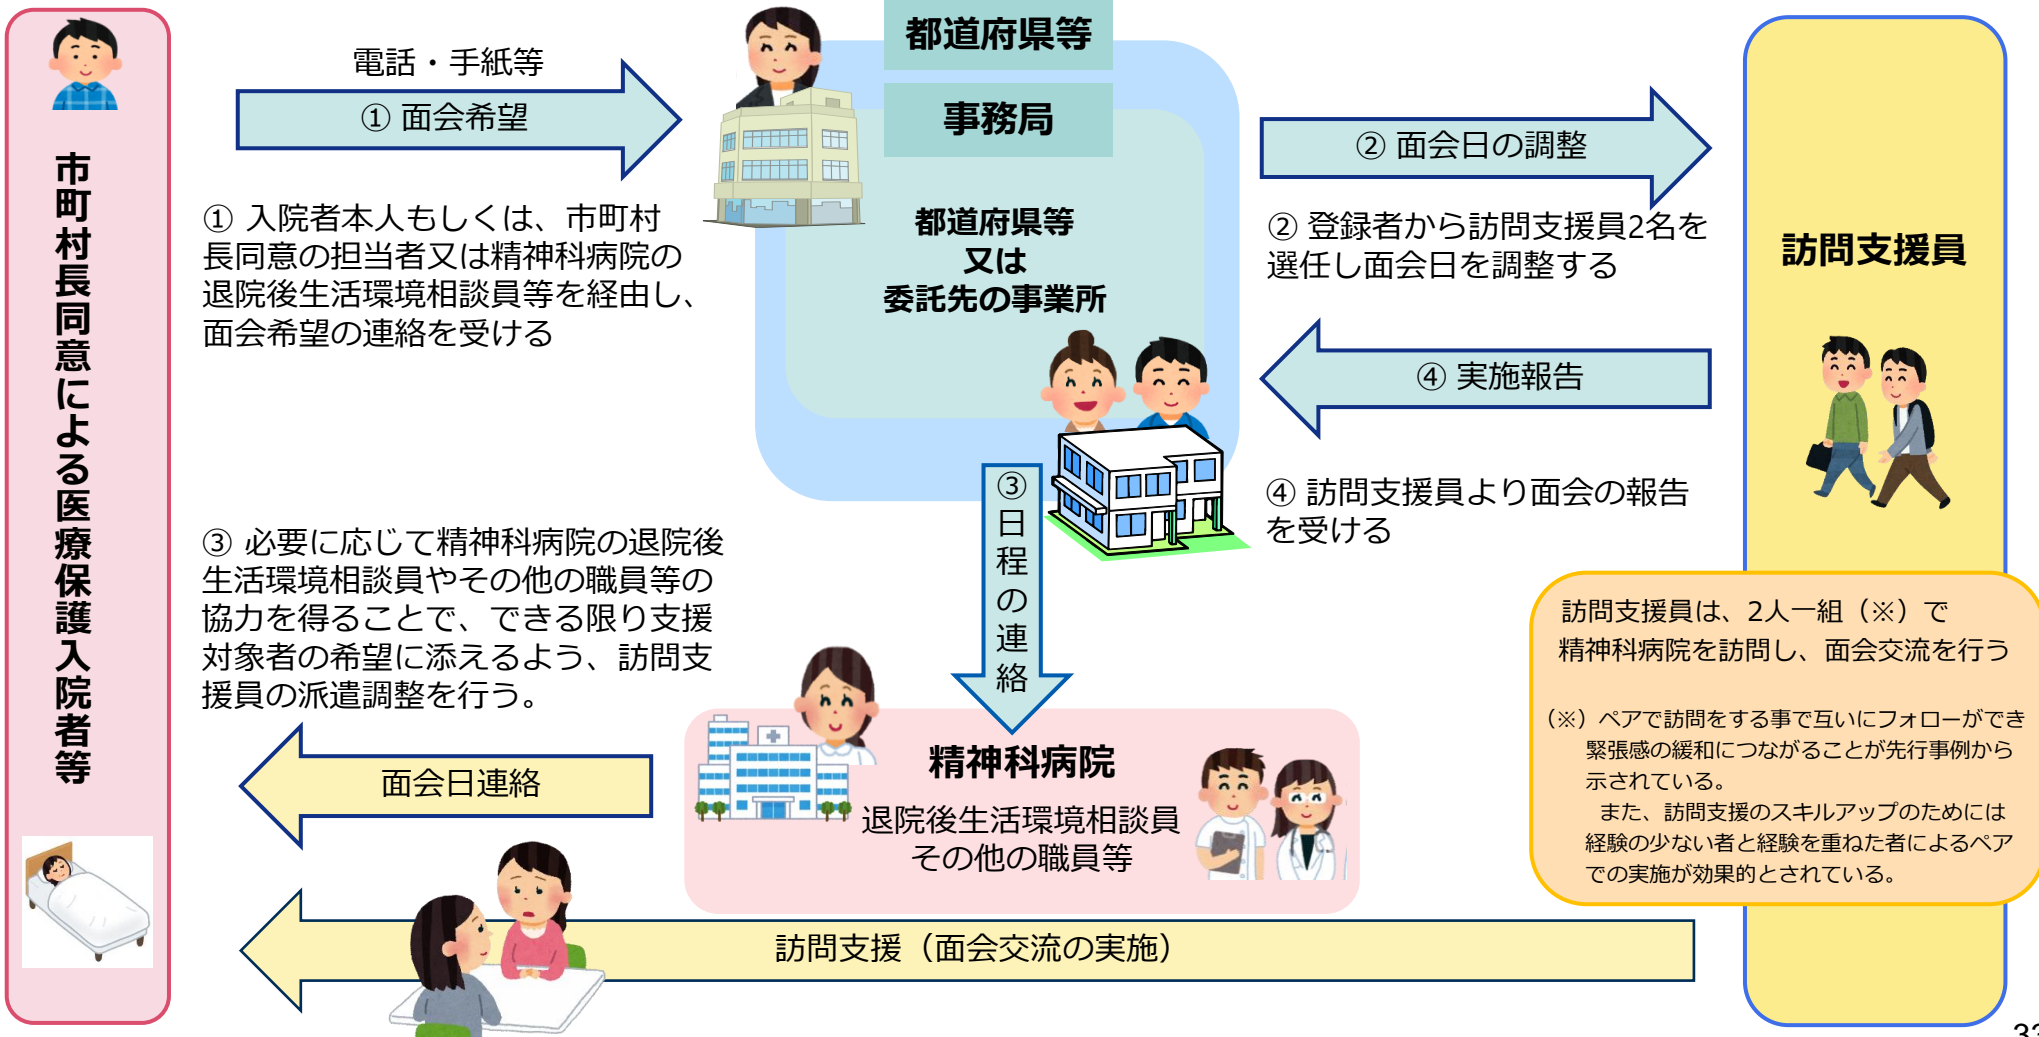 市町村長同意による医療保護入院者等
電話・手紙等
① 面会希望
① 入院者本人もしくは、市町村
長同意の担当者又は精神科病院の
退院後生活環境相談員等を経由し、
面会希望の連絡を受ける
都道府県等
事務局
都道府県等
又は
委託先の事業所
② 面会日の調整
② 登録者から訪問支援員2名を
選任し面会日を調整する
④ 実施報告
④ 訪問支援員より面会の報告
を受ける
訪問支援員
③日程の連絡
③ 必要に応じて精神科病院の退院後
生活環境相談員やその他の職員等の
協力を得ることで、できる限り支援
対象者の希望に添えるよう、訪問支
援員の派遣調整を行う。
面会日連絡
精神科病院
退院後生活環境相談員
その他の職員等
訪問支援員は、2人一組（※）で
精神科病院を訪問し、面会交流を行う
（※）ペアで訪問をする事で互いにフォローができ
緊張感の緩和につながることが先行事例から
示されている。
また、訪問支援のスキルアップのためには
経験の少ない者と経験を重ねた者によるペア
での実施が効果的とされている。
訪問支援（面会交流の実施）